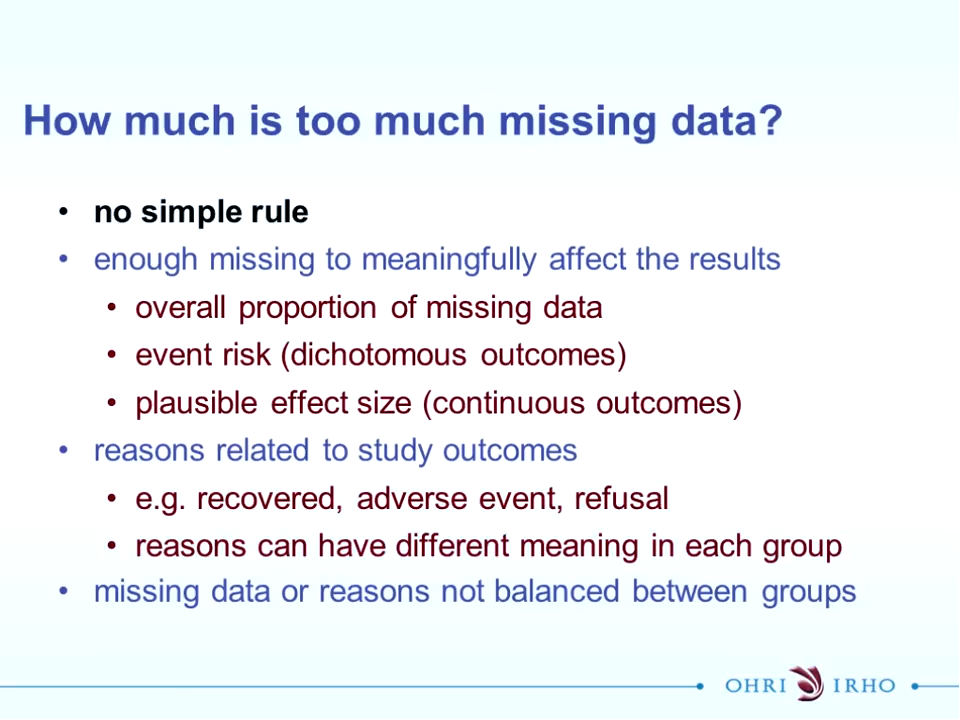 How much is too much missing data?
• no simple rule
• enough missing to meaningfully affect the results
• overall proportion of missing data
• event risk (dichotomous outcomes)
• plausible effect size (continuous outcomes)
• reasons related to study outcomes
• e.g. recovered, adverse event, refusal
• reasons can have different meaning in each group
• missing data or reasons not balanced between groups
OHRI IRHO